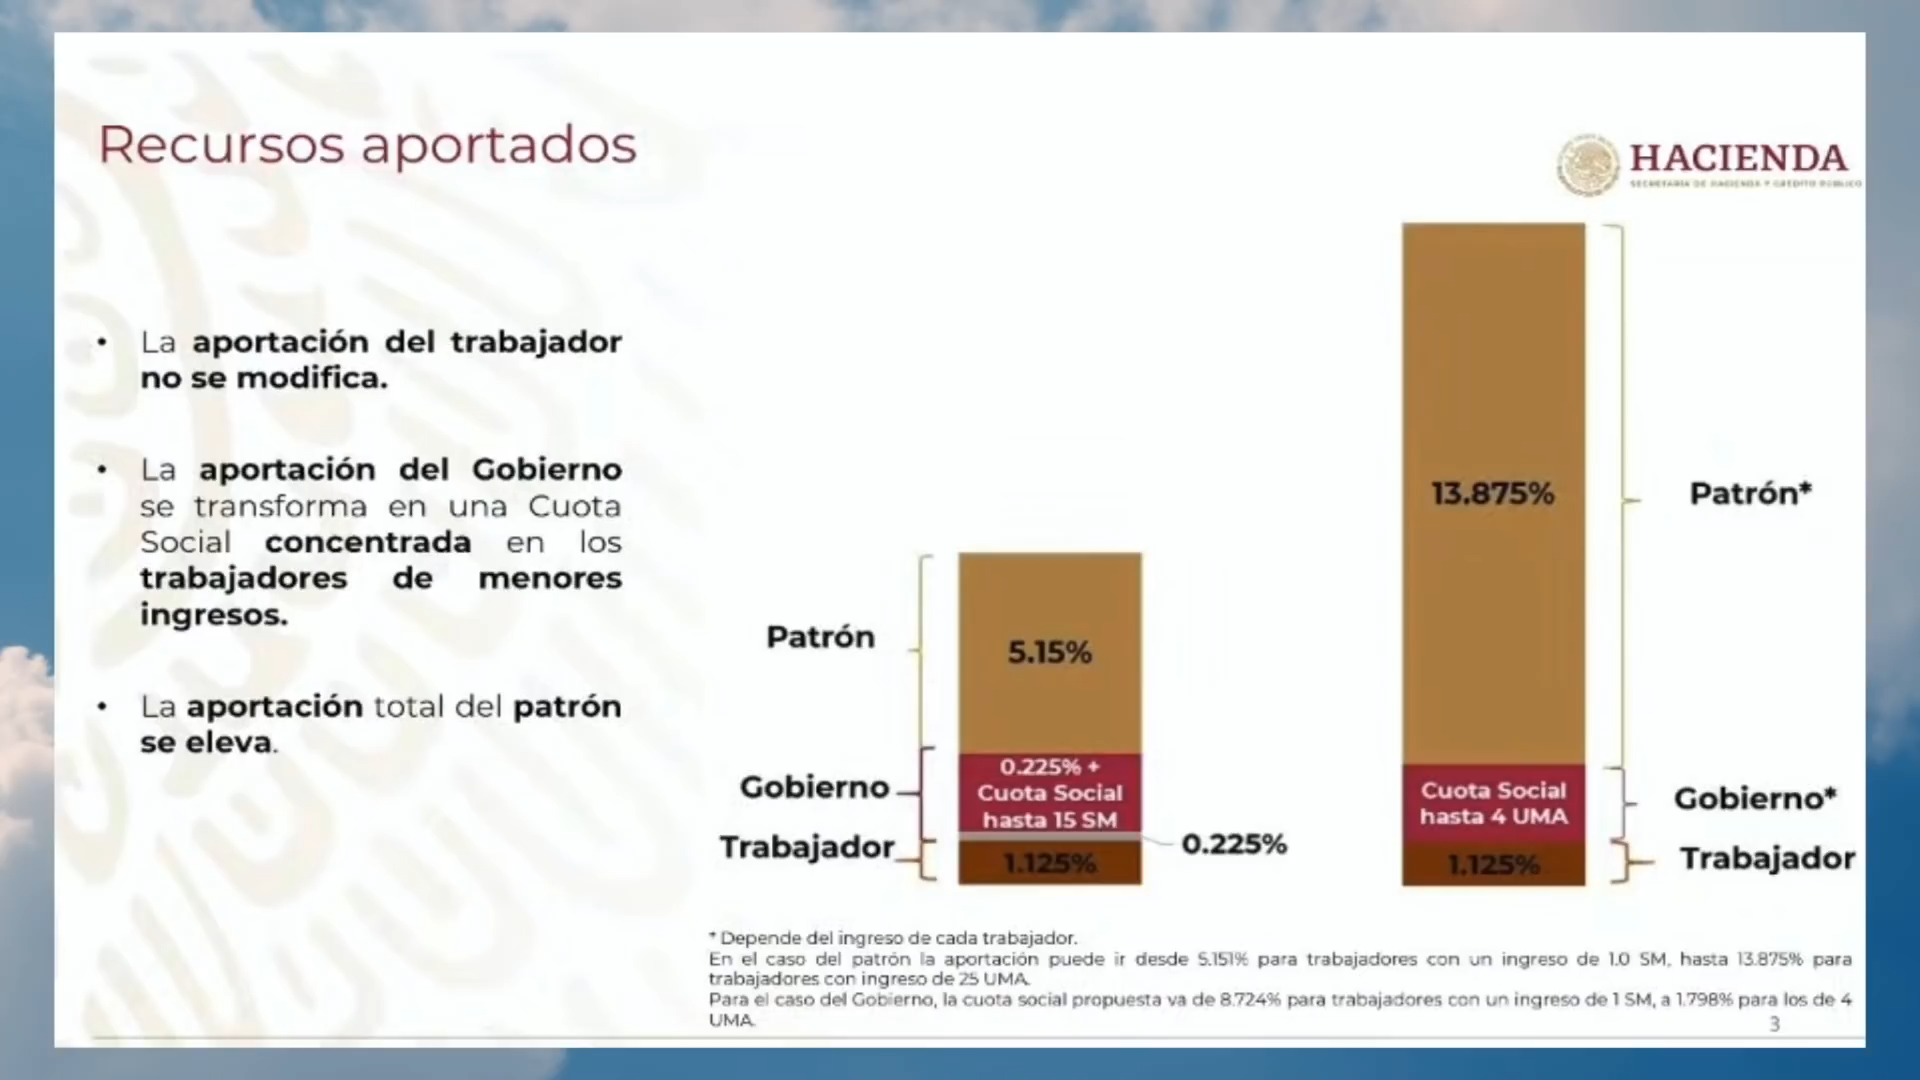 Recursos aportados
HACIENDA
SECRETARÍA DE HACIENDA Y CRÉDITO PÚBLICO
• La aportación del trabajador
no se modifica.
• La aportación del Gobierno
se transforma en una Cuota
Social concentrada en los
trabajadores de menores
ingresos.
• La aportación total del patrón
se eleva.
Patrón
5.15%
Gobierno
0.225% +
Cuota Social
hasta 15 SM
Trabajador
0.225%
1.125%
13.875%
Patrón*
Cuota Social
hasta 4 UMA
Gobierno*
1.125%
Trabajador
* Depende del ingreso de cada trabajador.
En el caso del patrón la aportación puede ir desde 5.151% para trabajadores con un ingreso de 1.0 SM, hasta 13.875% para
trabajadores con ingreso de 25 UMA.
Para el caso del Gobierno, la cuota social propuesta va de 8.724% para trabajadores con un ingreso de 1 SM, a 1.798% para los de 4
UMA.
3